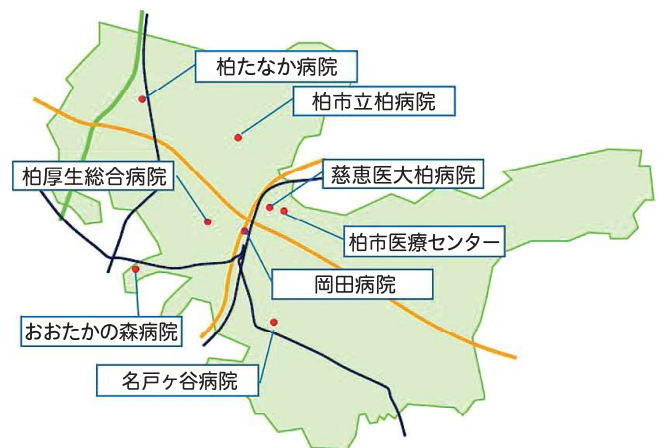 柏たなか病院
柏市立柏病院
柏厚生総合病院
慈恵医大柏病院
柏市医療センター
岡田病院
おおたかの森病院
名戸ヶ谷病院